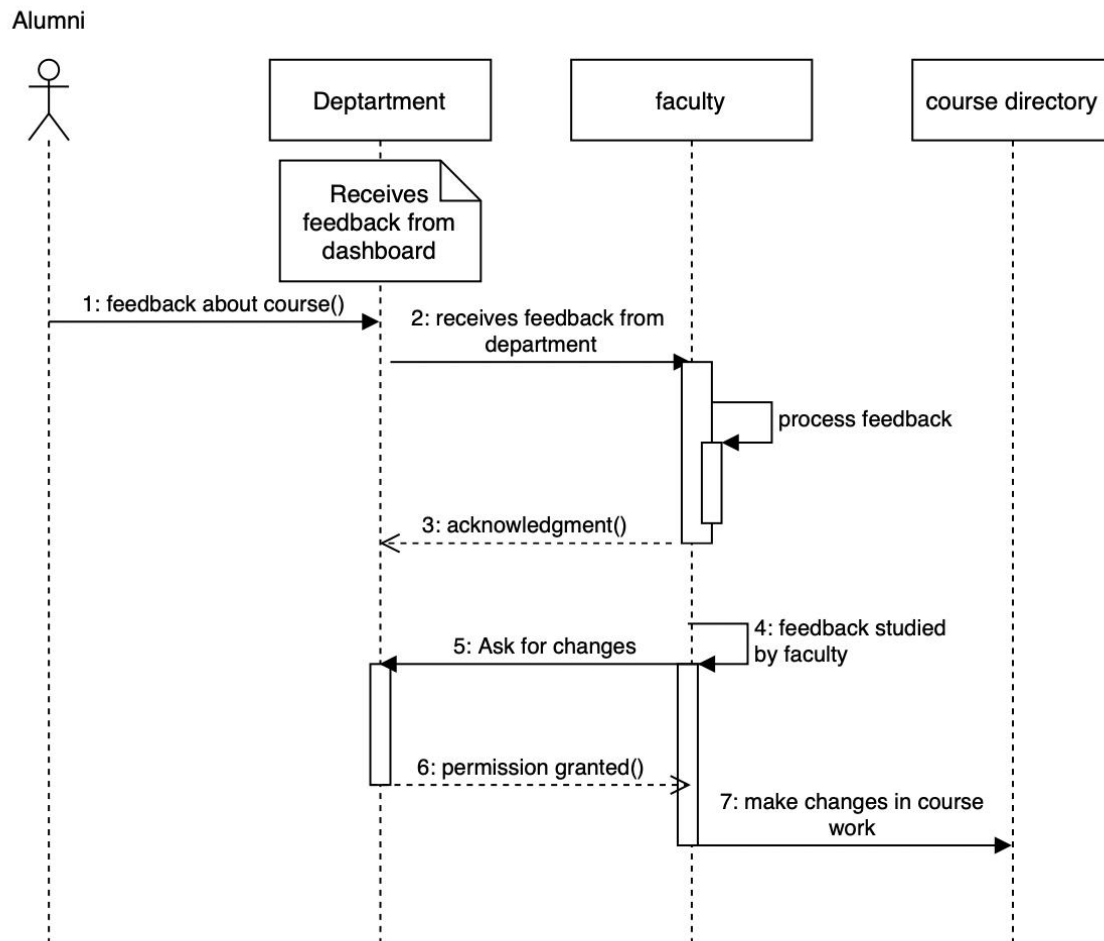 Alumni
Deptartment
faculty
course directory
Receives
feedback from
dashboard
1: feedback about course()
2: receives feedback from
department
process feedback
3: acknowledgment()
4: feedback studied
by faculty
5: Ask for changes
6: permission granted()
7: make changes in course
work